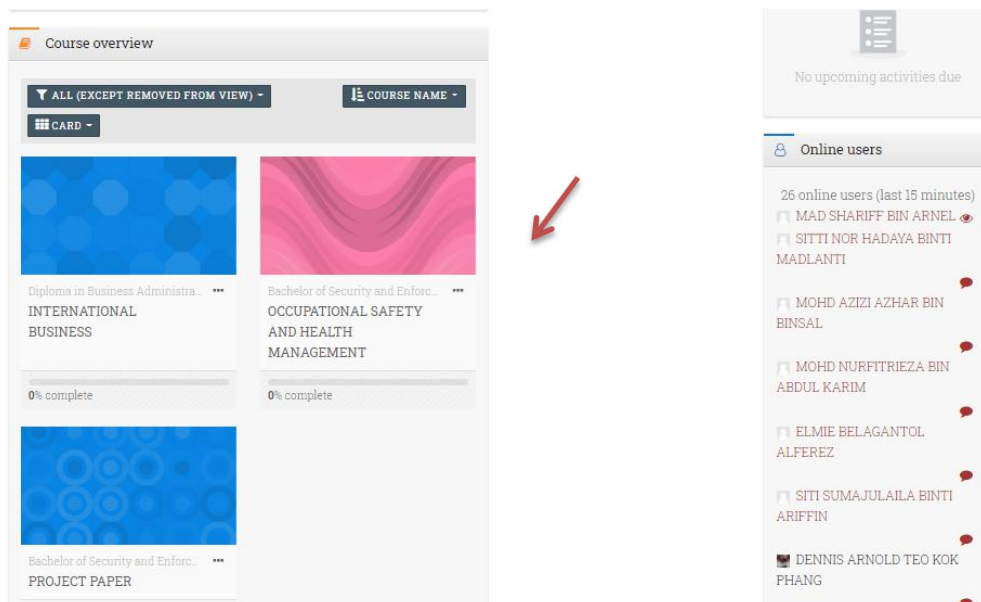 Course overview
ALL (EXCEPT REMOVED FROM VIEW)
COURSE NAME
CARD
Diploma in Business Administra...
INTERNATIONAL
BUSINESS
0% complete
Bachelor of Security and Enforc...
OCCUPATIONAL SAFETY
AND HEALTH
MANAGEMENT
0% complete
Bachelor of Security and Enforc...
PROJECT PAPER
No upcoming activities due
Online users
26 online users (last 15 minutes)
MAD SHARIFF BIN ARNEL
SITTI NOR HADAYA BINTI
MADLANTI
MOHD AZIZI AZHAR BIN
BINSAL
MOHD NURFITRIEZA BIN
ABDUL KARIM
ELMIE BELAGANTOL
ALFEREZ
SITI SUMAJULAILA BINTI
ARIFFIN
DENNIS ARNOLD TEO KOK
PHANG